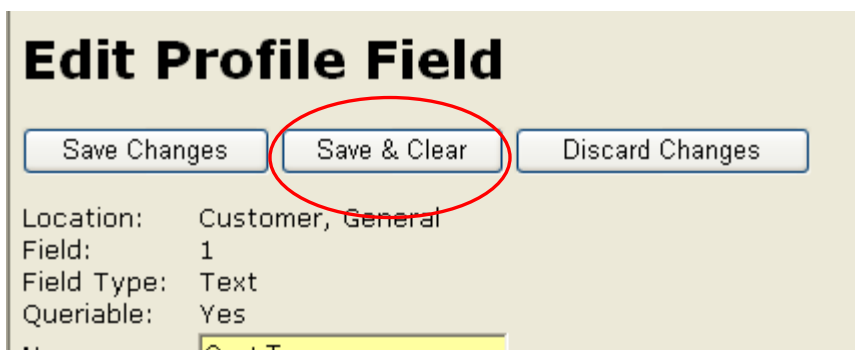 Edit Profile Field
Save Changes Save & Clear Discard Changes
Location: Customer, General
Field: 1
Field Type: Text
Queriable: Yes